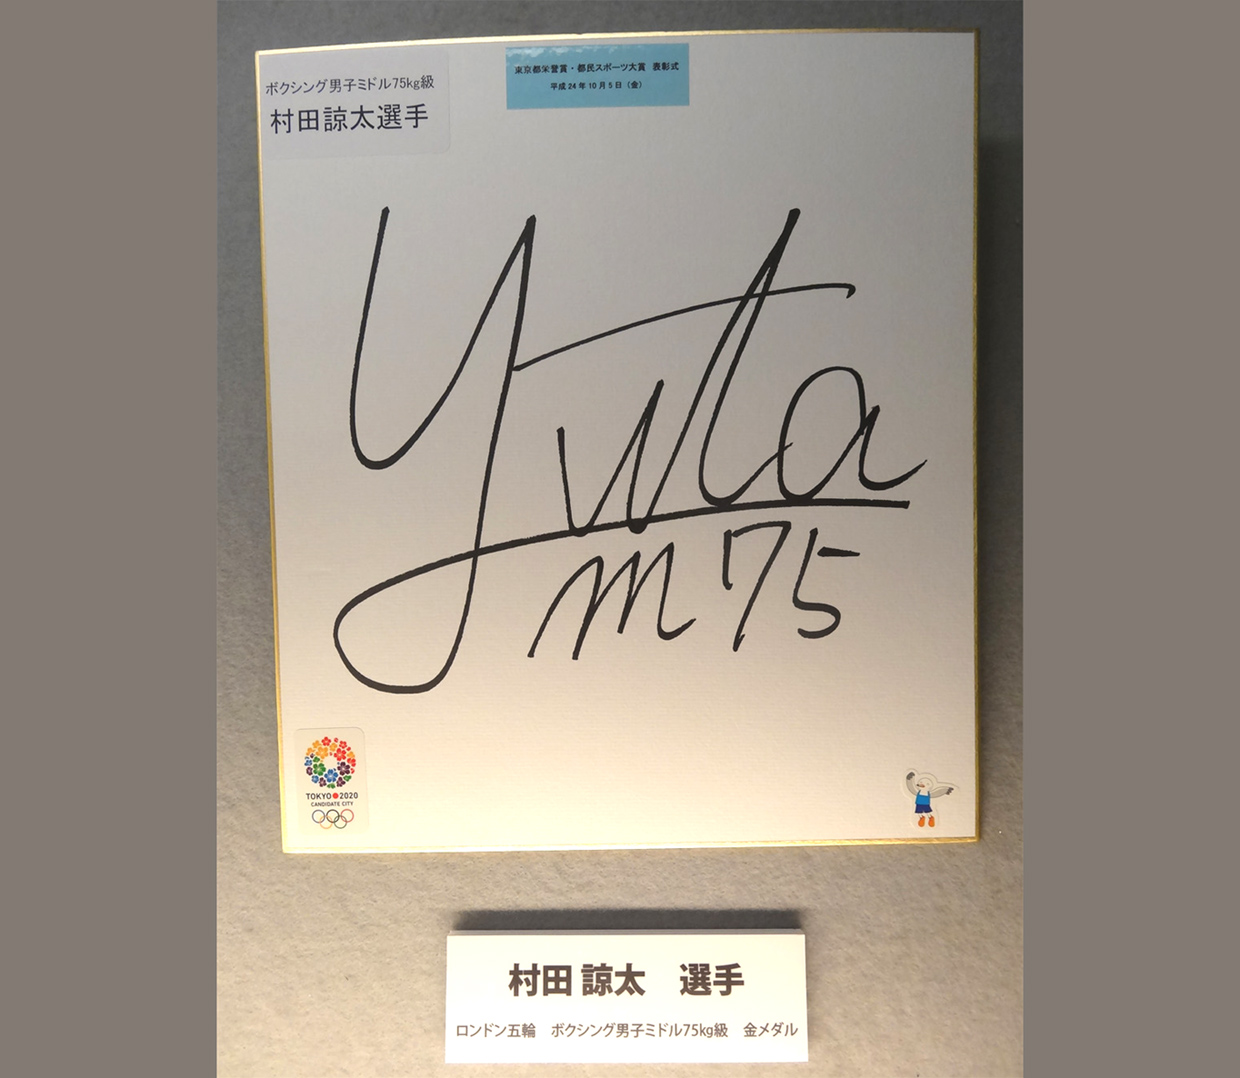 ボクシング男子ミドル75kg級
村田諒太選手
東京都栄誉賞・都民スポーツ大賞 表彰式
平成24年10月5日（金）
Yuta
m 75
TOKYO 2020
CANDIDATE CITY
村田 諒太　選手
ロンドン五輪　ボクシング男子ミドル75kg級　金メダル